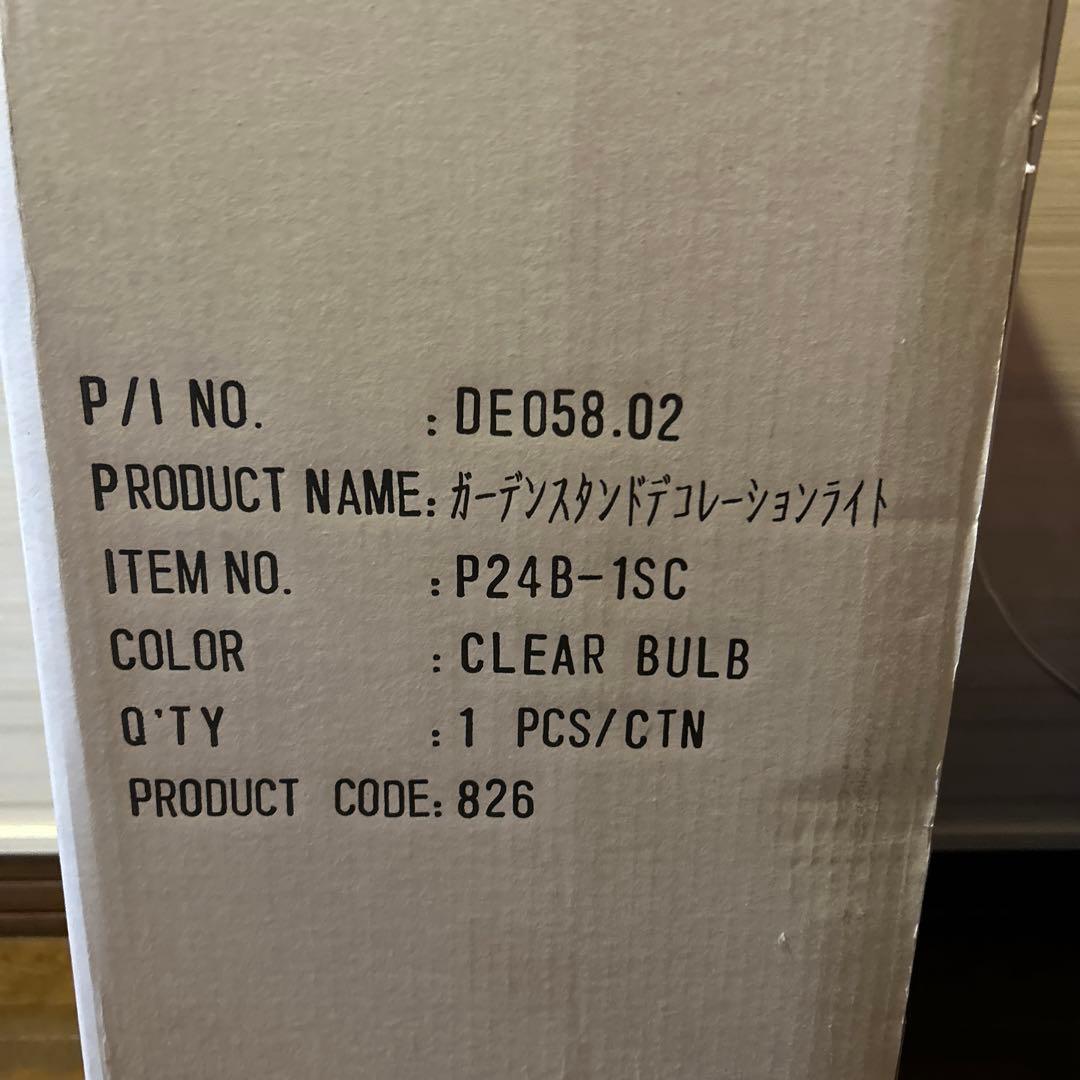 P/I NO. : DE058.02
PRODUCT NAME: ガーデンスタンドデコレーションライト
ITEM NO. : P24B-1SC
COLOR : CLEAR BULB
Q'TY : 1 PCS/CTN
PRODUCT CODE: 826